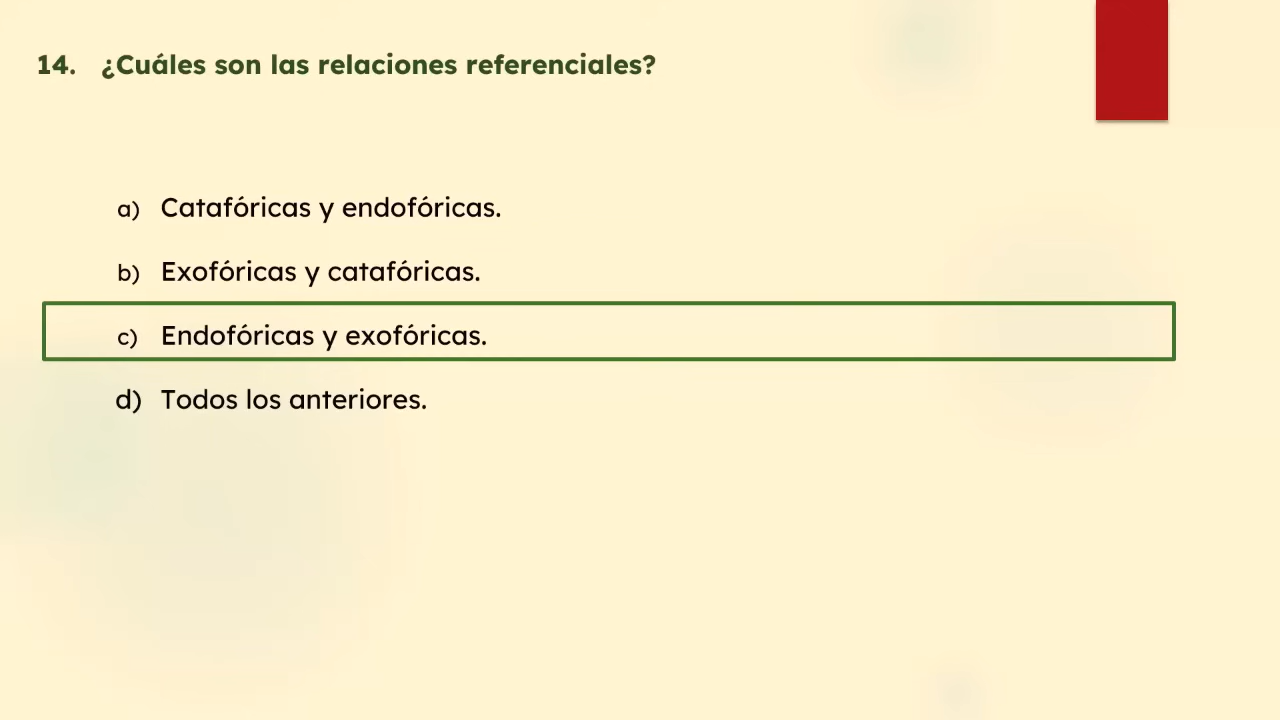 14. ¿Cuáles son las relaciones referenciales?
a) Catafóricas y endofóricas.
b) Exofóricas y catafóricas.
c) Endofóricas y exofóricas.
d) Todos los anteriores.